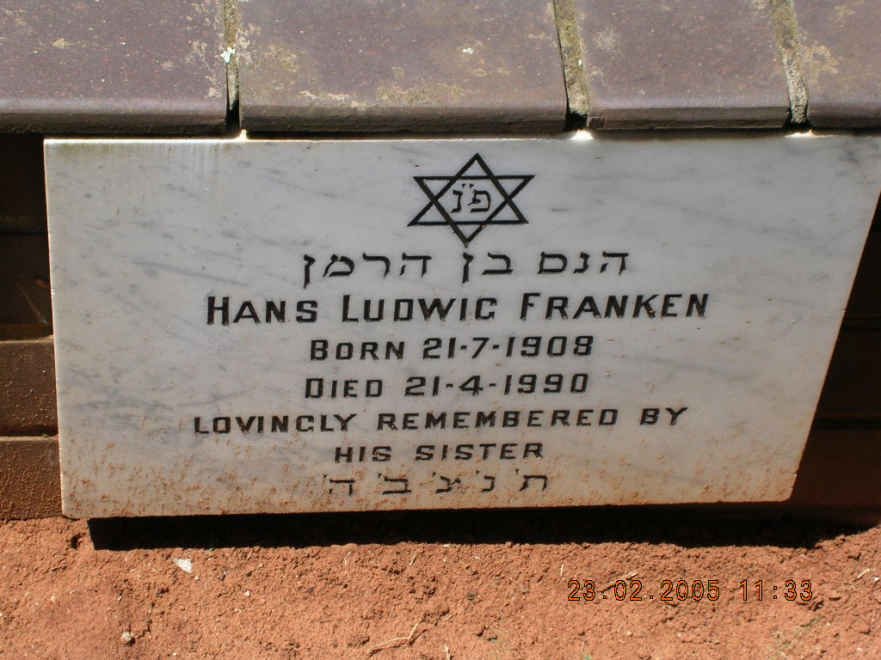 פ״נ
הנס בן הרמן
HANS LUDWIG FRANKEN
BORN 21-7-1908
DIED 21-4-1990
LOVINGLY REMEMBERED BY
HIS SISTER
ת'נ'צ'ב'ה'
23.02.2005 11:33